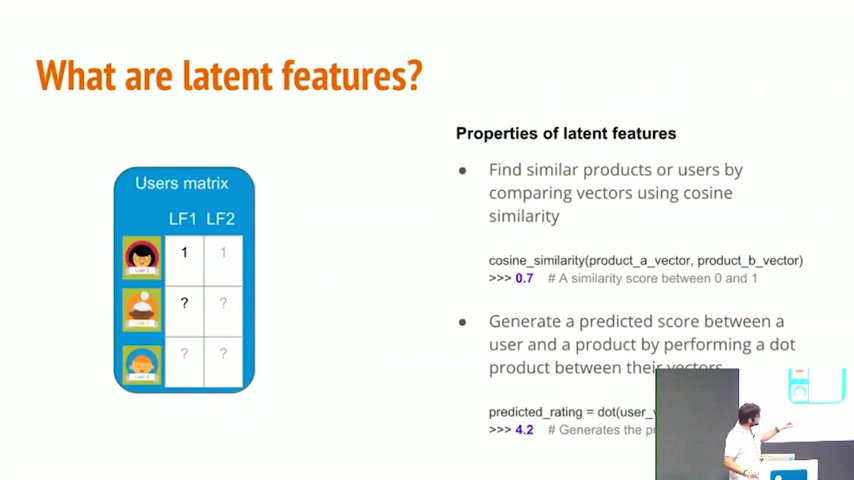 What are latent features?
Users matrix
LF1 LF2
1 1
? ?
? ?
Properties of latent features
● Find similar products or users by
comparing vectors using cosine
similarity
cosine_similarity(product_a_vector, product_b_vector)
>>> 0.7 # A similarity score between 0 and 1
● Generate a predicted score between a
user and a product by performing a dot
product between their vectors
predicted_rating = dot(user_
>>> 4.2 # Generates the